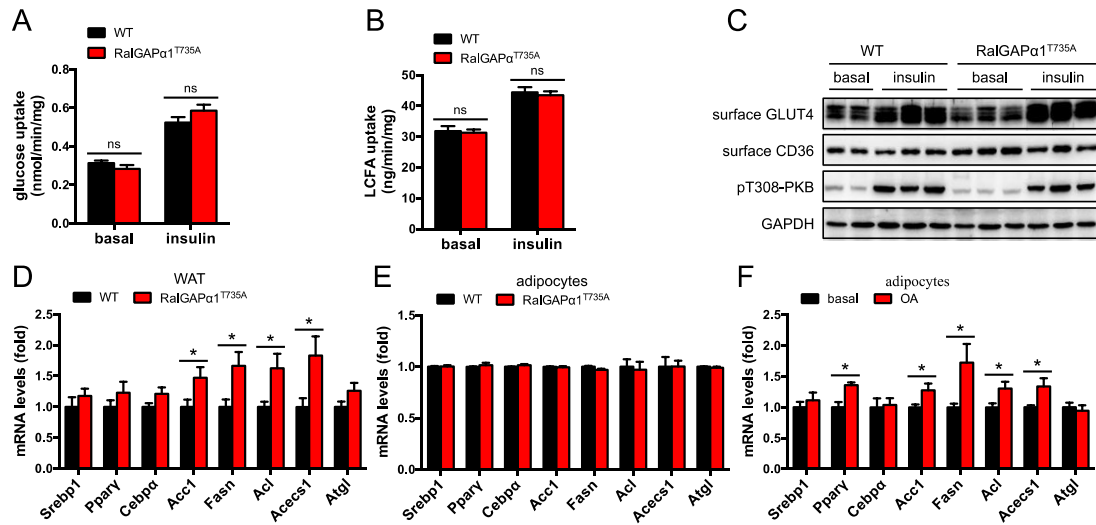 A
WT
RalGAPα1T735A
glucose uptake
(nmol/min/mg)
0.8
0.6
0.4
0.2
0.0
ns
ns
basal
insulin
B
WT
RalGAPα1T735A
LCFA uptake
(ng/min/mg)
50
40
30
20
10
0
ns
ns
basal
insulin
C
WT
RalGAPα1T735A
basal
insulin
basal
insulin
surface GLUT4
surface CD36
pT308-PKB
GAPDH
D
WAT
WT
RalGAPα1T735A
mRNA levels (fold)
2.5
2.0
1.5
1.0
0.5
0.0
*
*
*
*
Srebp1
Pparγ
Cebpα
Acc1
Fasn
Acl
Acecs1
Atgl
E
adipocytes
WT
RalGAPα1T735A
mRNA levels (fold)
1.5
1.0
0.5
0.0
Srebp1
Pparγ
Cebpα
Acc1
Fasn
Acl
Acecs1
Atgl
F
adipocytes
basal
OA
mRNA levels (fold)
2.5
2.0
1.5
1.0
0.5
0.0
*
*
*
*
*
Srebp1
Pparγ
Cebpα
Acc1
Fasn
Acl
Acecs1
Atgl